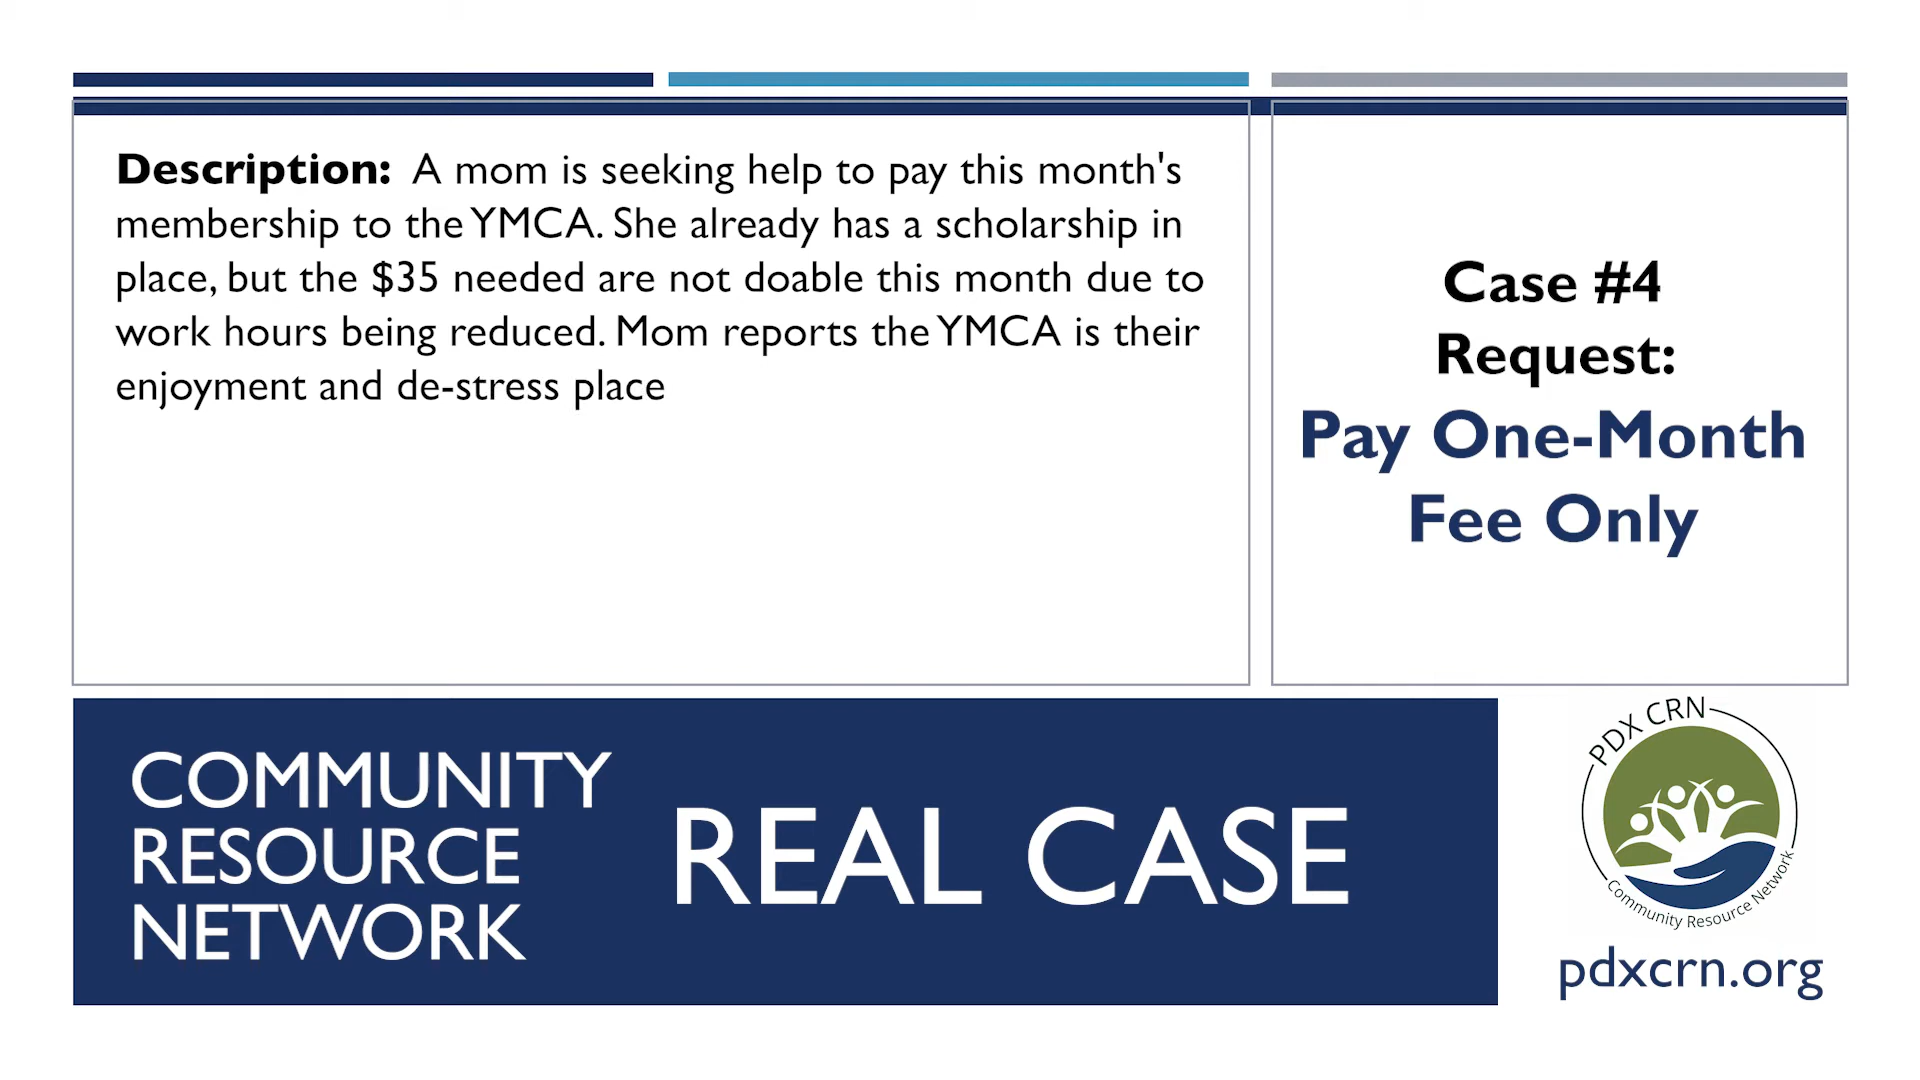 Description: A mom is seeking help to pay this month's
membership to the YMCA. She already has a scholarship in
place, but the $35 needed are not doable this month due to
work hours being reduced. Mom reports the YMCA is their
enjoyment and de-stress place
Case #4
Request:
Pay One-Month
Fee Only
COMMUNITY
RESOURCE
NETWORK
REAL CASE
PDX CRN
Community Resource Network
pdxcrn.org